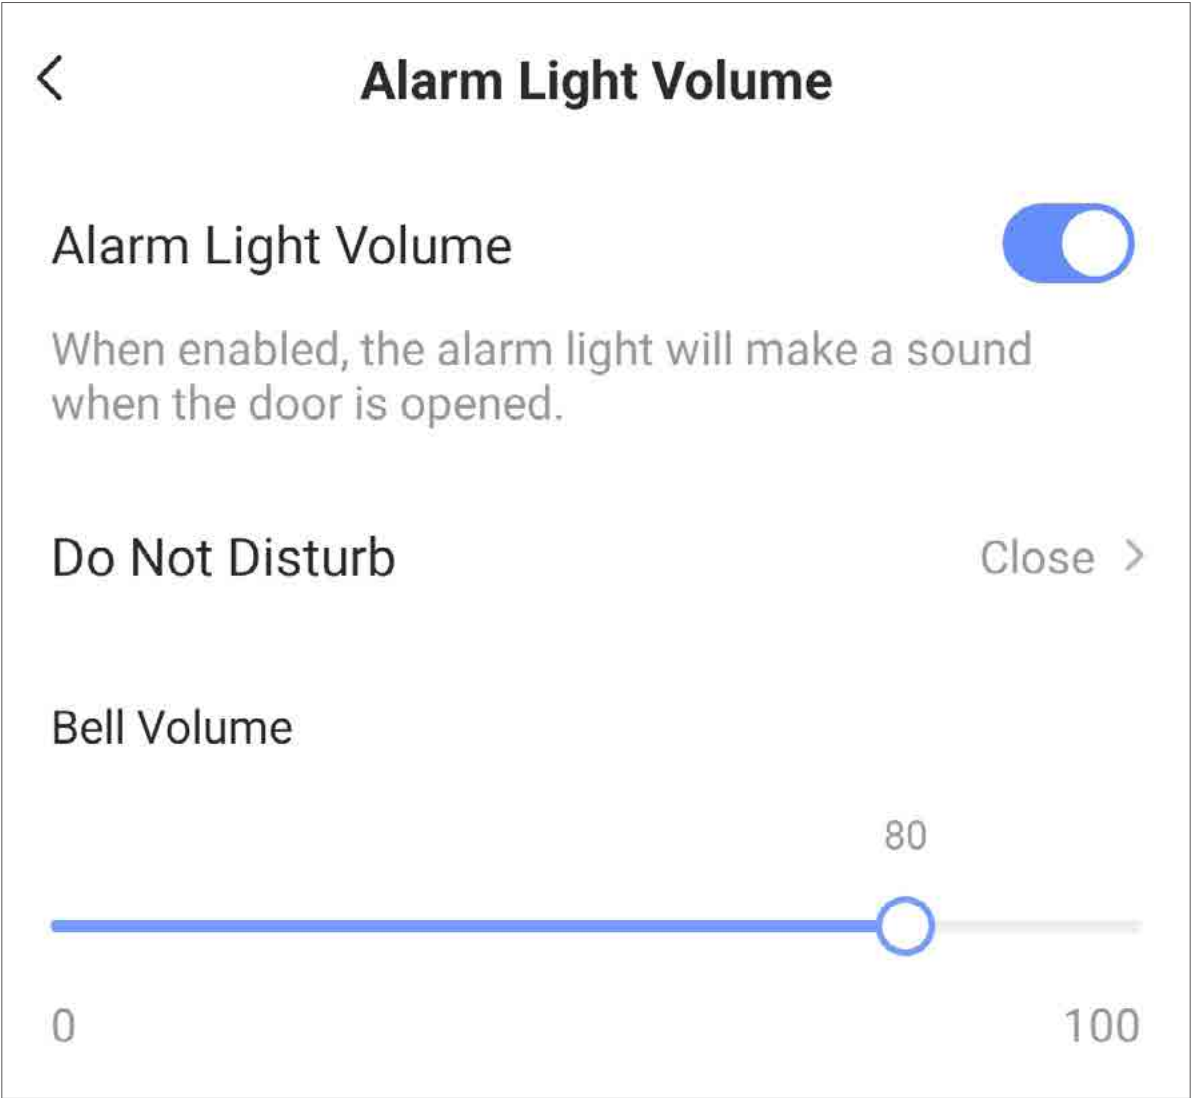 Alarm Light Volume
Alarm Light Volume
When enabled, the alarm light will make a sound
when the door is opened.
Do Not Disturb Close
Bell Volume
80
0 100